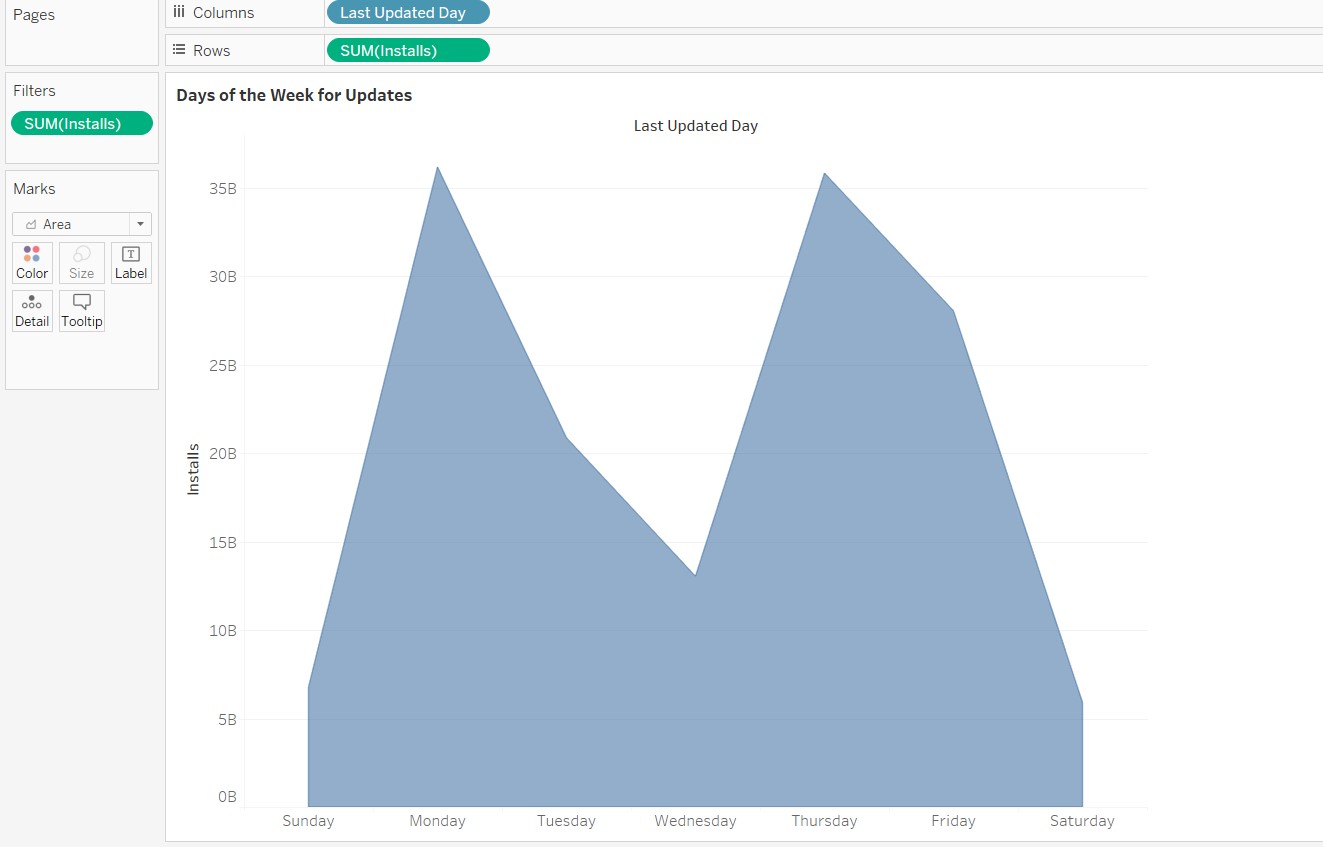 Pages
Columns
Last Updated Day
Rows
SUM(Installs)
Filters
SUM(Installs)
Marks
Area
Color
Size
T
Label
Detail
Tooltip
Days of the Week for Updates
Last Updated Day
Installs
35B
30B
25B
20B
15B
10B
5B
0B
Sunday Monday Tuesday Wednesday Thursday Friday Saturday